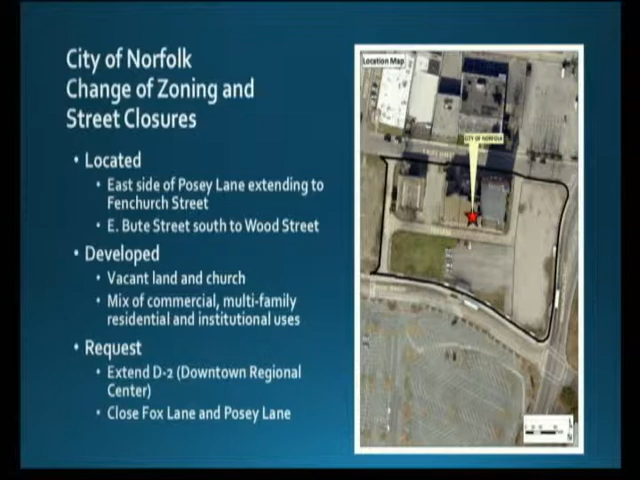 City of Norfolk
Change of Zoning and
Street Closures
• Located
• East side of Posey Lane extending to
Fenchurch Street
• E. Bute Street south to Wood Street
• Developed
• Vacant land and church
• Mix of commercial, multi-family
residential and institutional uses
• Request
• Extend D-2 (Downtown Regional
Center)
• Close Fox Lane and Posey Lane
Location Map
CITY OF NORFOLK